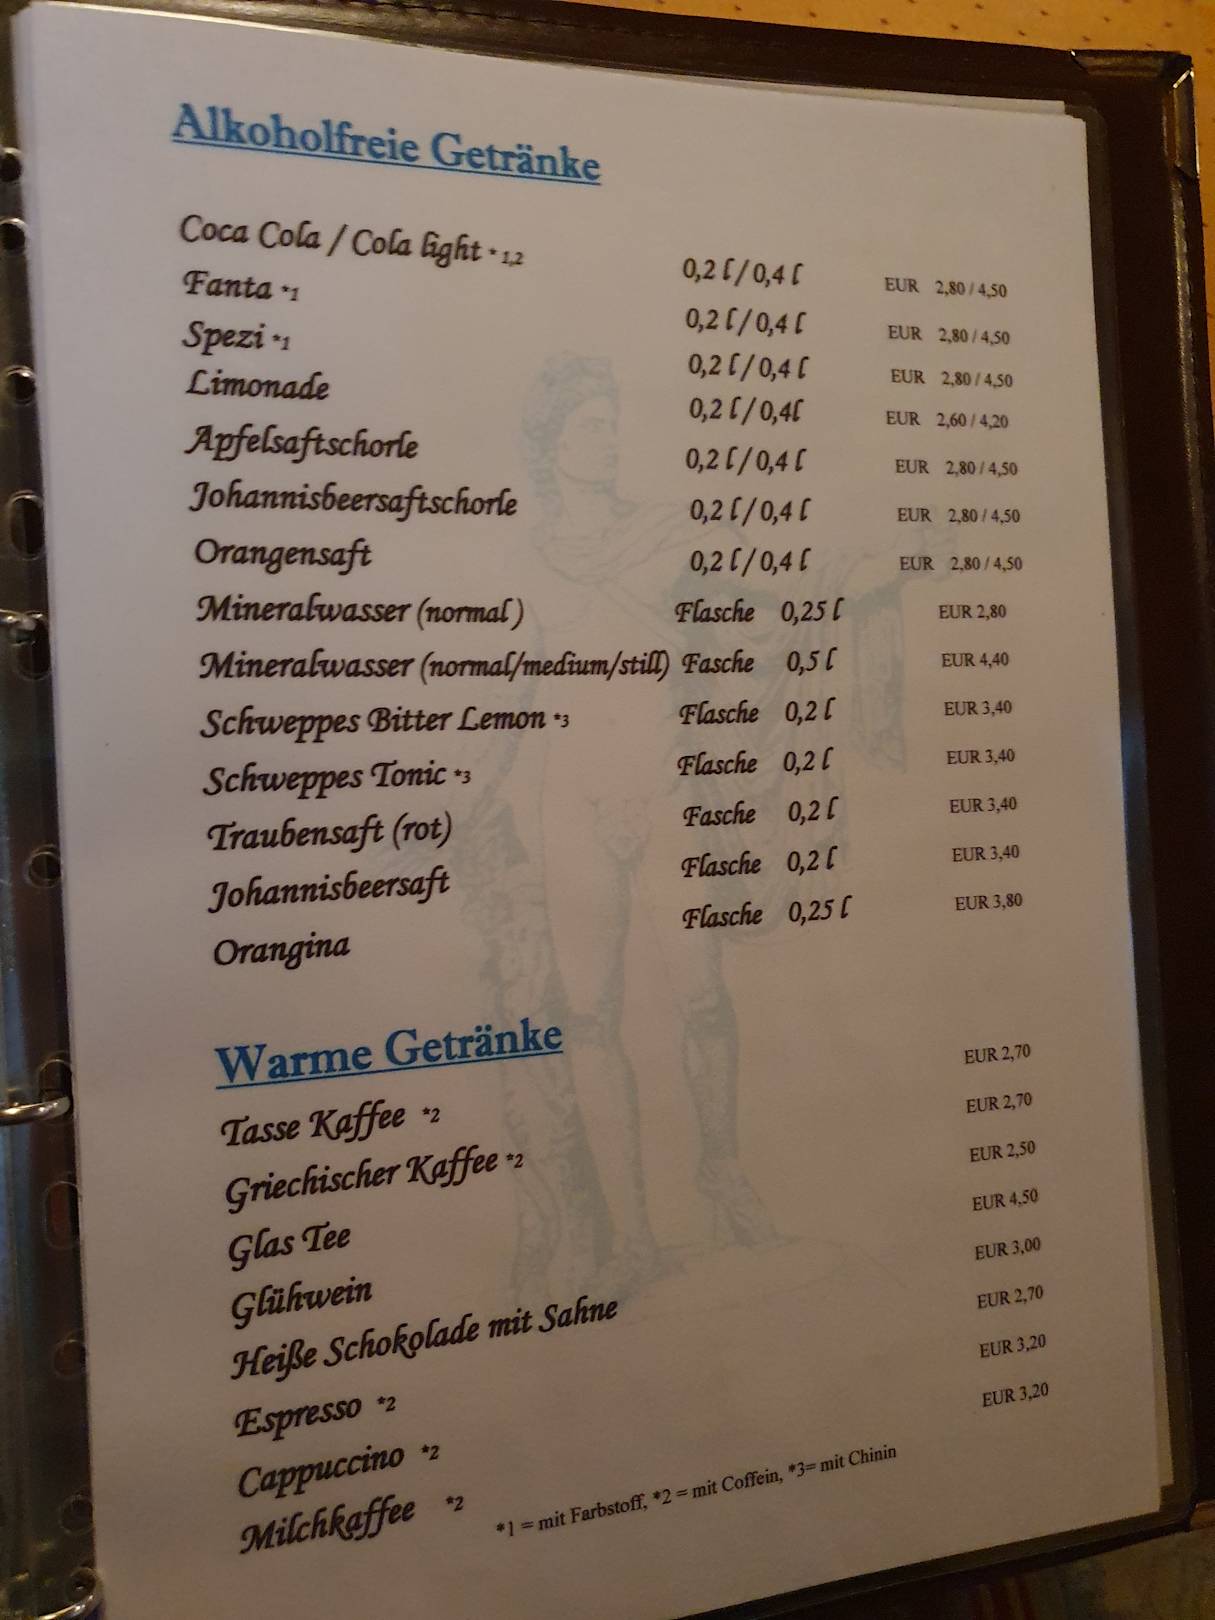 Alkoholfreie Getränke
Coca Cola / Cola light * 1,2 0,2 l / 0,4 l EUR 2,80 / 4,50
Fanta *1 0,2 l / 0,4 l EUR 2,80 / 4,50
Spezi *1 0,2 l / 0,4 l EUR 2,80 / 4,50
Limonade 0,2 l / 0,4l EUR 2,60 / 4,20
Apfelsaftschorle 0,2 l / 0,4 l EUR 2,80 / 4,50
Johannisbeersaftschorle 0,2 l / 0,4 l EUR 2,80 / 4,50
Orangensaft 0,2 l / 0,4 l EUR 2,80 / 4,50
Mineralwasser (normal ) Flasche 0,25 l EUR 2,80
Mineralwasser (normal/medium/still) Fasche 0,5 l EUR 4,40
Schweppes Bitter Lemon *3 Flasche 0,2 l EUR 3,40
Schweppes Tonic *3 Flasche 0,2 l EUR 3,40
Traubensaft (rot) Fasche 0,2 l EUR 3,40
Johannisbeersaft Flasche 0,2 l EUR 3,40
Orangina Flasche 0,25 l EUR 3,80
Warme Getränke
Tasse Kaffee *2 EUR 2,70
Griechischer Kaffee *2 EUR 2,70
Glas Tee EUR 2,50
Glühwein EUR 4,50
Heiße Schokolade mit Sahne EUR 3,00
Espresso *2 EUR 2,70
Cappuccino *2 EUR 3,20
Milchkaffee *2 EUR 3,20
*1 = mit Farbstoff, *2 = mit Coffein, *3= mit Chinin